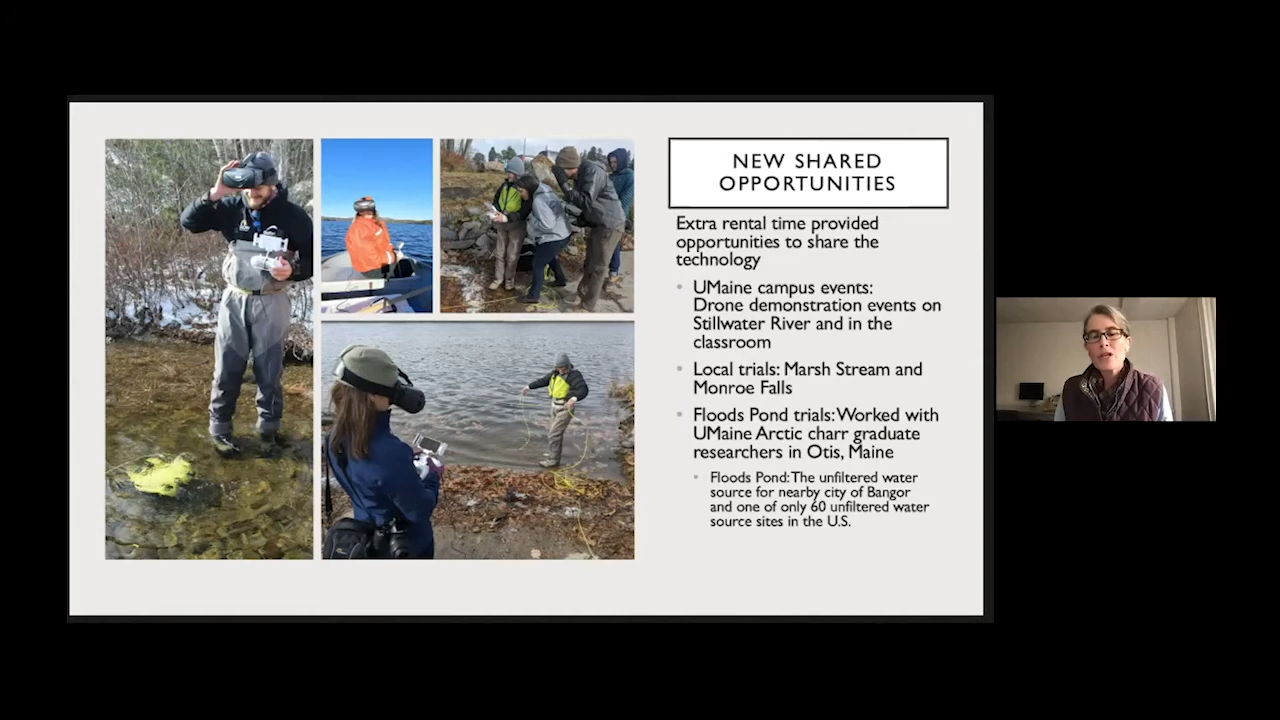 NEW SHARED
OPPORTUNITIES
Extra rental time provided
opportunities to share the
technology
• UMaine campus events:
Drone demonstration events on
Stillwater River and in the
classroom
• Local trials: Marsh Stream and
Monroe Falls
• Floods Pond trials: Worked with
UMaine Arctic charr graduate
researchers in Otis, Maine
• Floods Pond: The unfiltered water
source for nearby city of Bangor
and one of only 60 unfiltered water
source sites in the U.S.